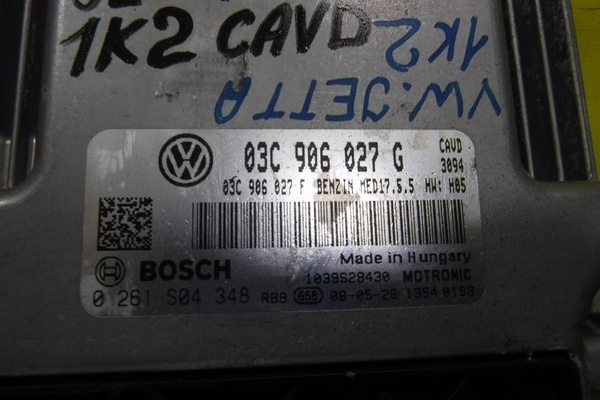 1K2 CAVD
1K2
VW:JETTA
03C 906 027 G
CAVD
3094
03C 906 027 F BENZIN MED17.5.5 HW: H05
Made in Hungary
BOSCH
1039S28430 MOTRONIC
0 261 S04 348 RBB 658 08-05-26 1354 0199